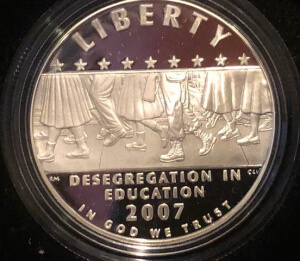 LIBERTY
DESEGREGATION IN
EDUCATION
2007
IN GOD WE TRUST